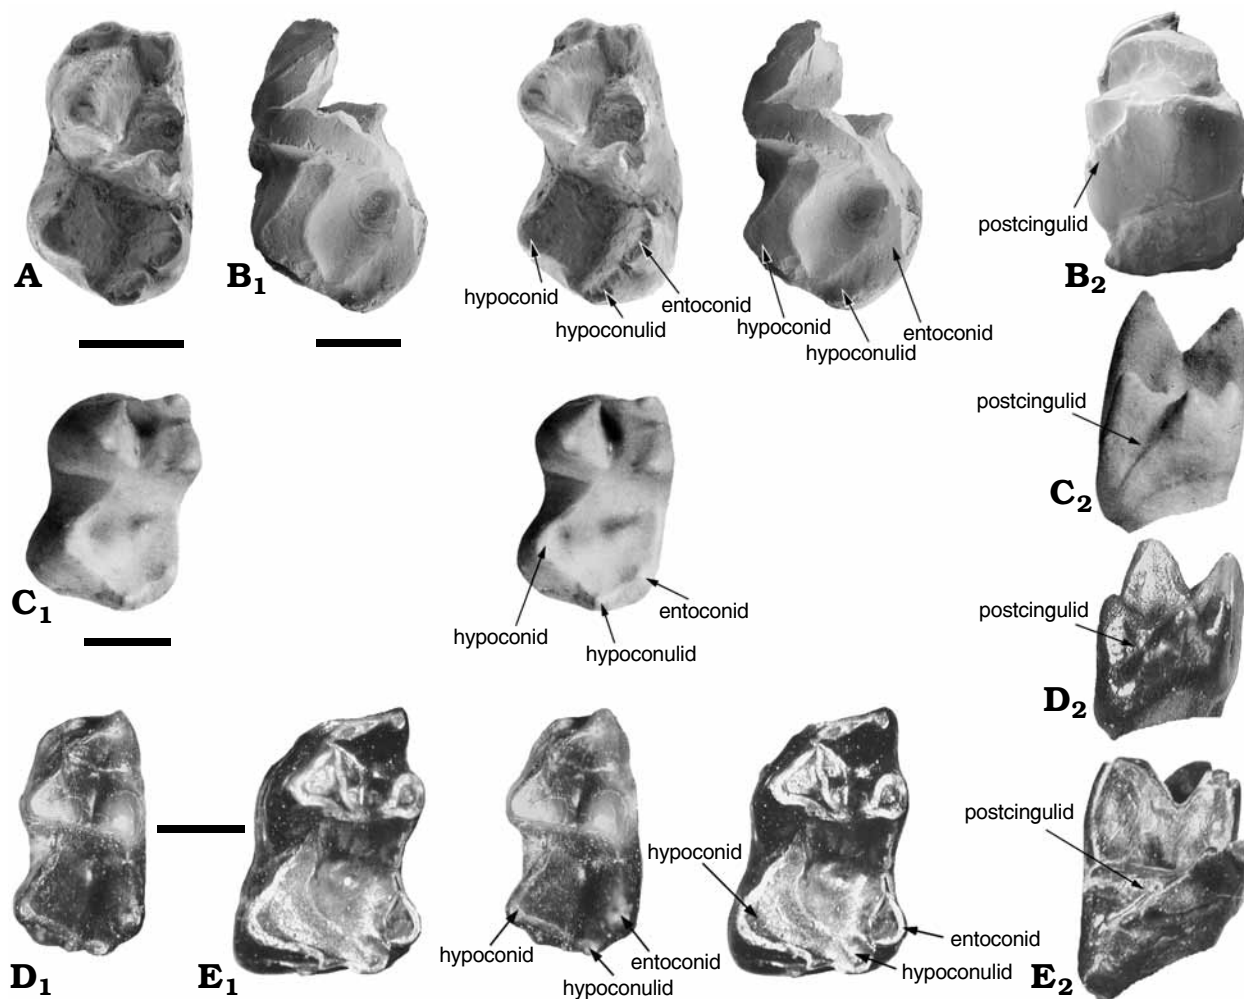 postcingulid
A
B1
B2
hypoconid
entoconid
hypoconulid
hypoconid
entoconid
hypoconulid
postcingulid
C2
C1
entoconid
hypoconid
hypoconulid
postcingulid
D2
hypoconid
postcingulid
hypoconid
entoconid
hypoconulid
entoconid
hypoconulid
D1
E1
E2